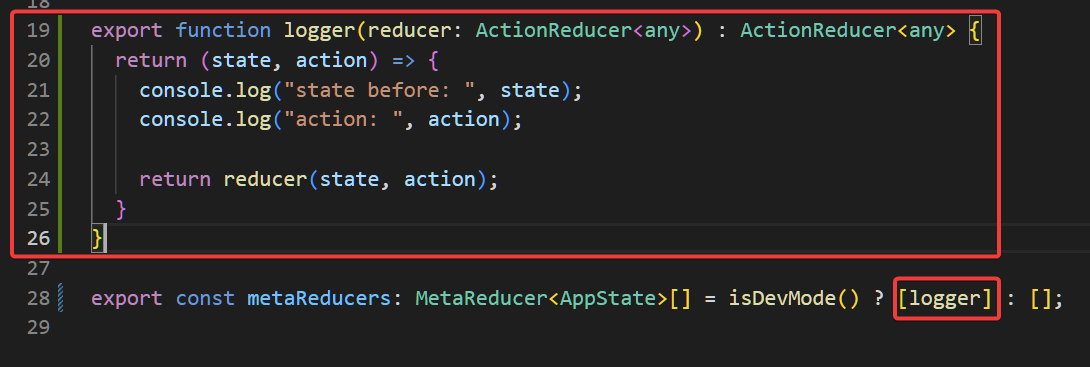 18
19 export function logger(reducer: ActionReducer<any>) : ActionReducer<any> {
20 return (state, action) => {
21 console.log("state before: ", state);
22 console.log("action: ", action);
23
24 return reducer(state, action);
25 }
26 }
27
28 export const metaReducers: MetaReducer<AppState>[] = isDevMode() ? [logger] : [];
29